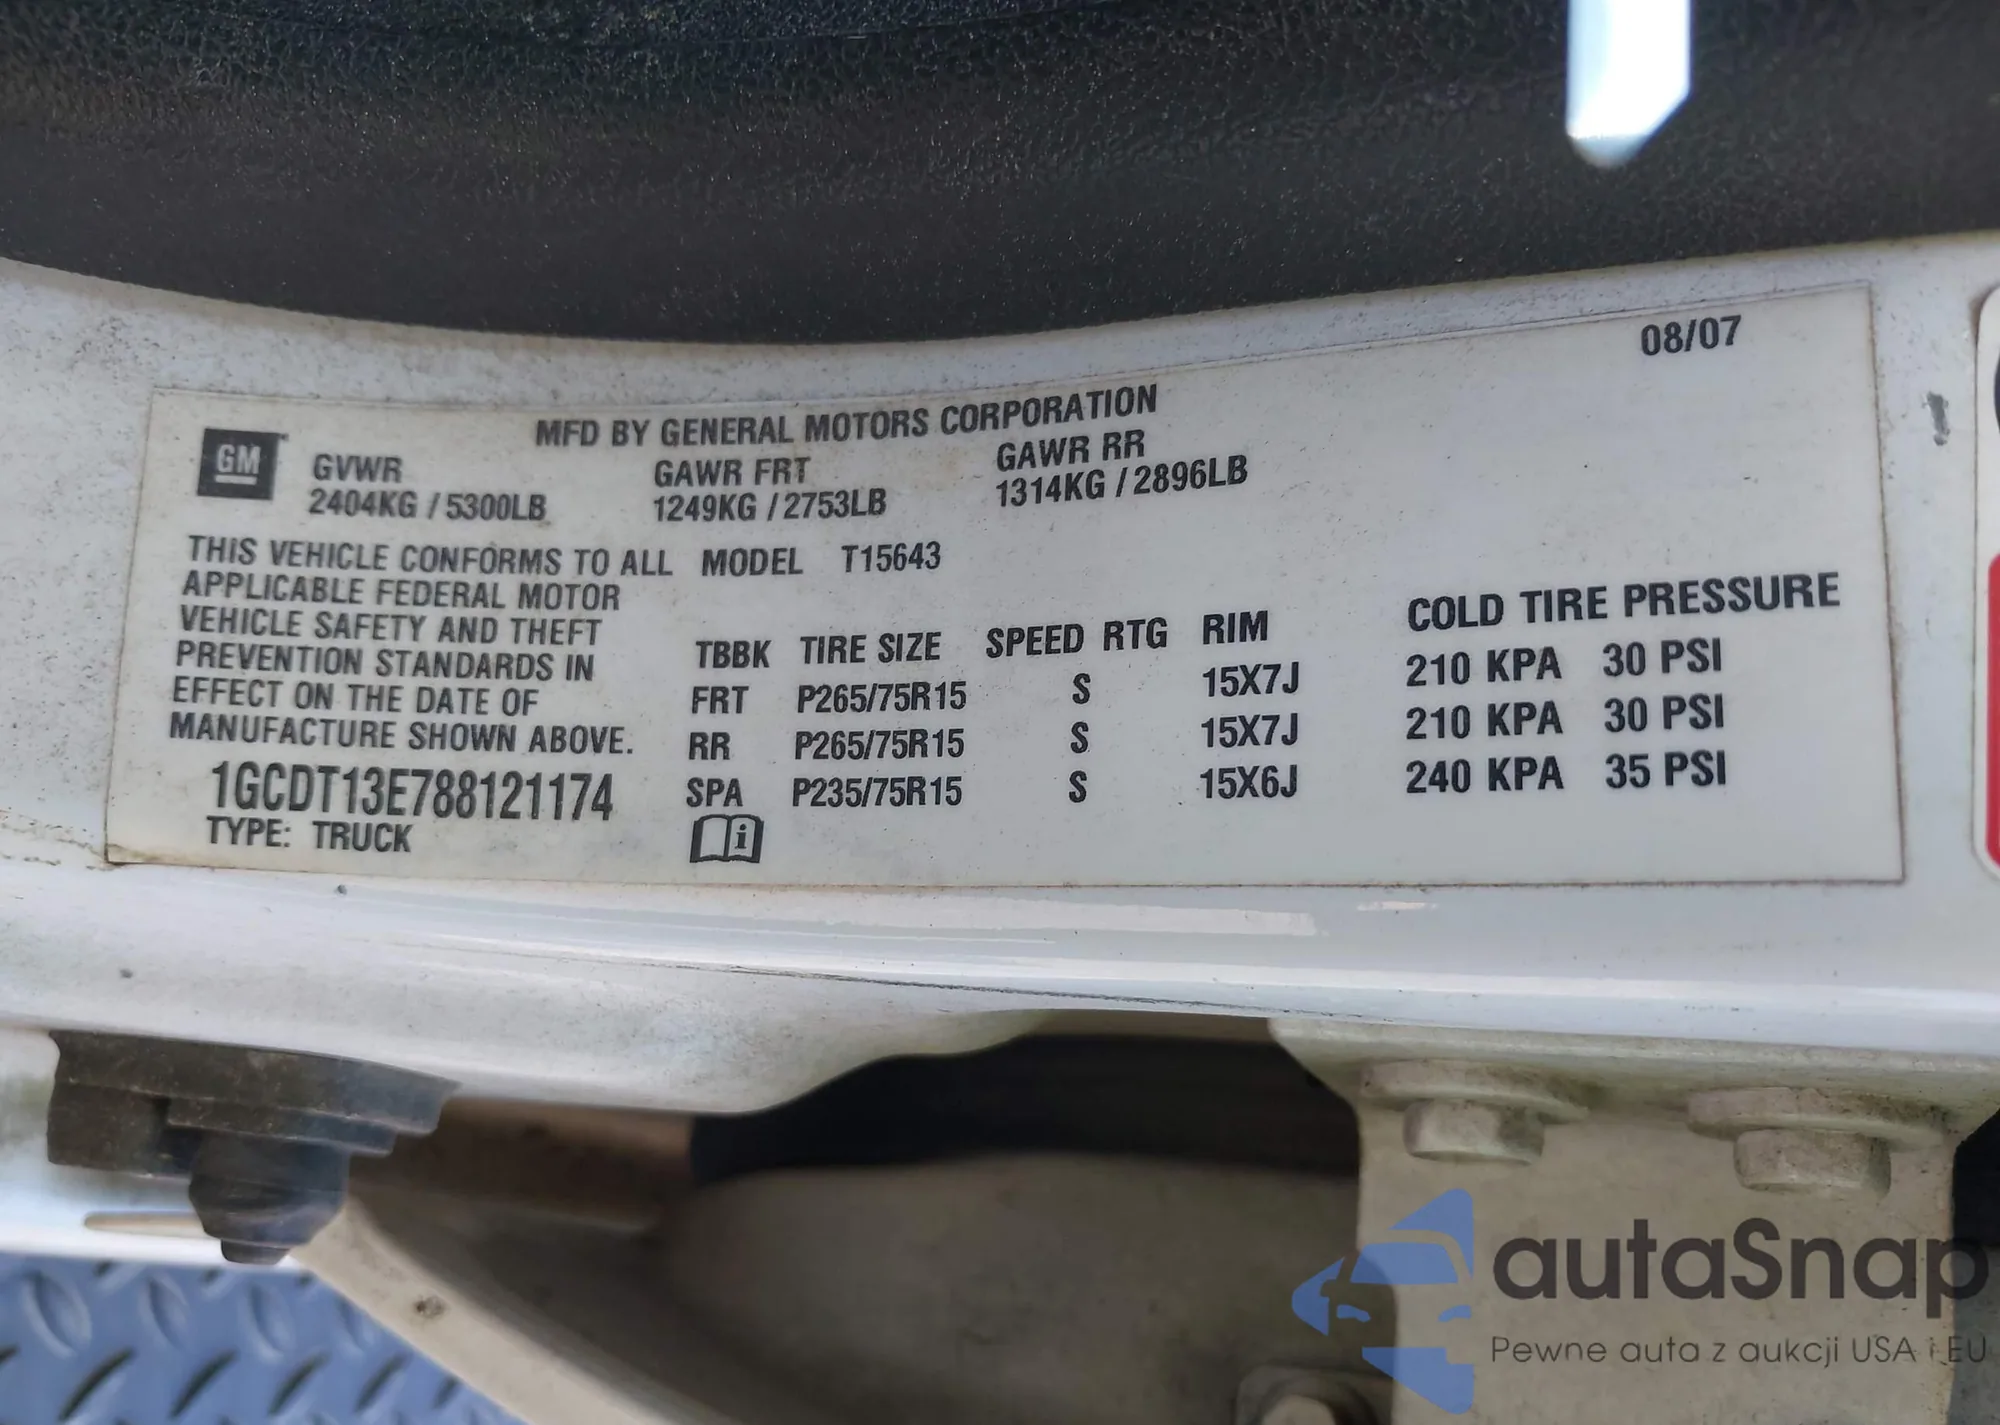 08/07
MFD BY GENERAL MOTORS CORPORATION
GM GVWR GAWR FRT GAWR RR
2404KG / 5300LB 1249KG / 2753LB 1314KG / 2896LB
THIS VEHICLE CONFORMS TO ALL MODEL T15643
APPLICABLE FEDERAL MOTOR
VEHICLE SAFETY AND THEFT
PREVENTION STANDARDS IN
EFFECT ON THE DATE OF
MANUFACTURE SHOWN ABOVE.
1GCDT13E788121174
TYPE: TRUCK
TBBK TIRE SIZE SPEED RTG RIM COLD TIRE PRESSURE
FRT P265/75R15 S 15X7J 210 KPA 30 PSI
RR P265/75R15 S 15X7J 210 KPA 30 PSI
SPA P235/75R15 S 15X6J 240 KPA 35 PSI
i
autaSnap
Pewne auta z aukcji USA i EU